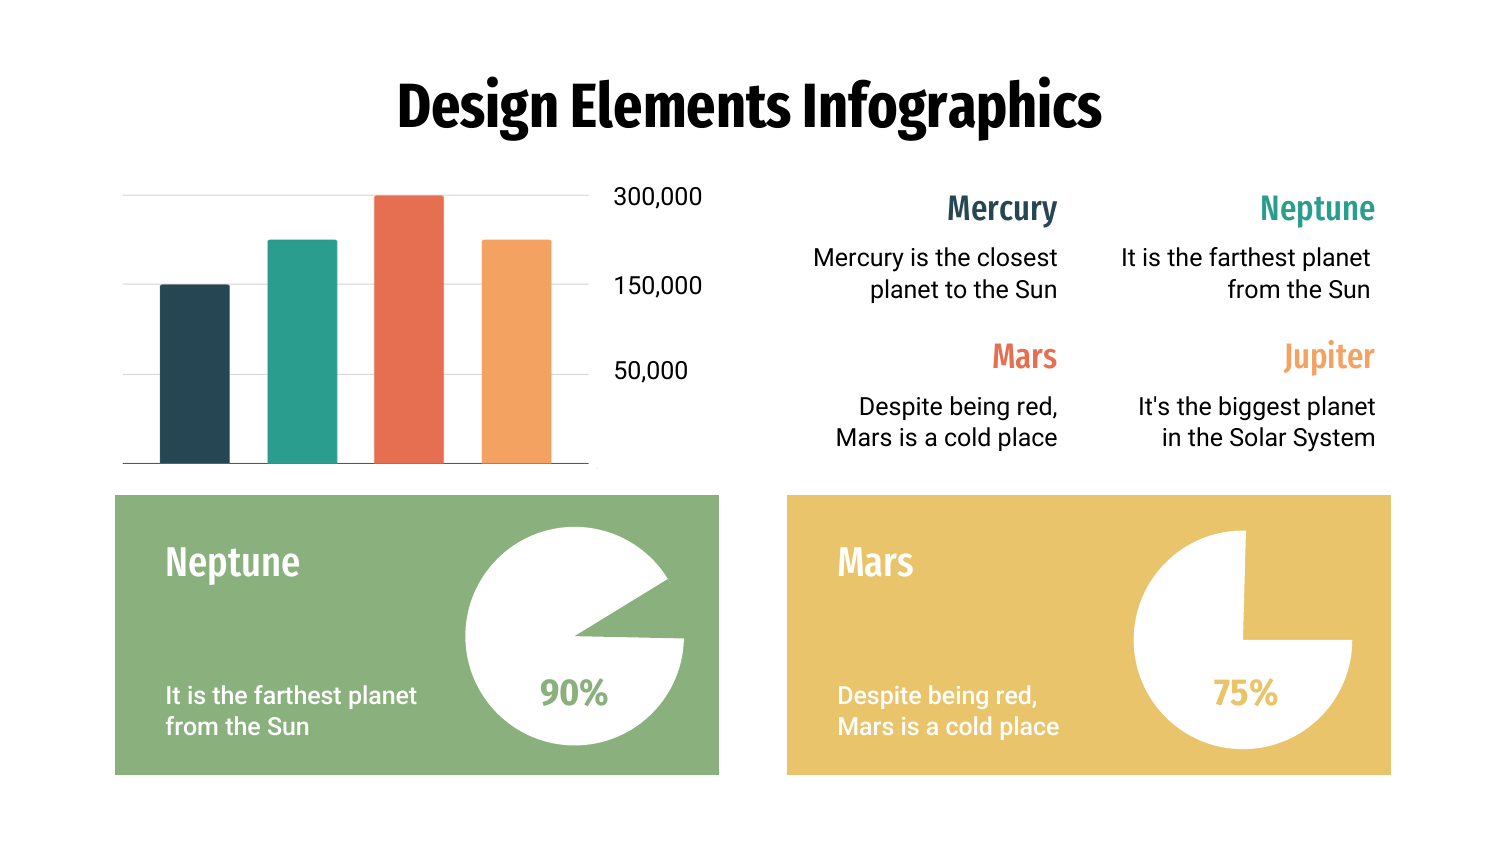 Design Elements Infographics
300,000
150,000
50,000
Mercury
Mercury is the closest
planet to the Sun
Neptune
It is the farthest planet
from the Sun
Mars
Despite being red,
Mars is a cold place
Jupiter
It's the biggest planet
in the Solar System
Neptune
It is the farthest planet
from the Sun
90%
Mars
Despite being red,
Mars is a cold place
75%